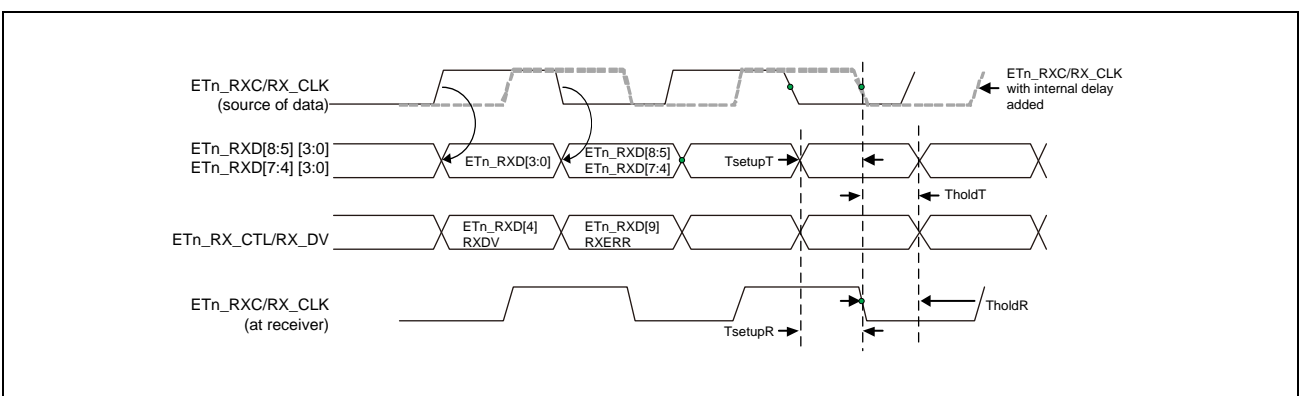 ETn_RXC/RX_CLK
(source of data)
ETn_RXC/RX_CLK
with internal delay
added
ETn_RXD[8:5] [3:0]
ETn_RXD[7:4] [3:0]
ETn_RXD[3:0]
ETn_RXD[8:5]
ETn_RXD[7:4]
TsetupT
TholdT
ETn_RX_CTL/RX_DV
ETn_RXD[4]
RXDV
ETn_RXD[9]
RXERR
ETn_RXC/RX_CLK
(at receiver)
TholdR
TsetupR